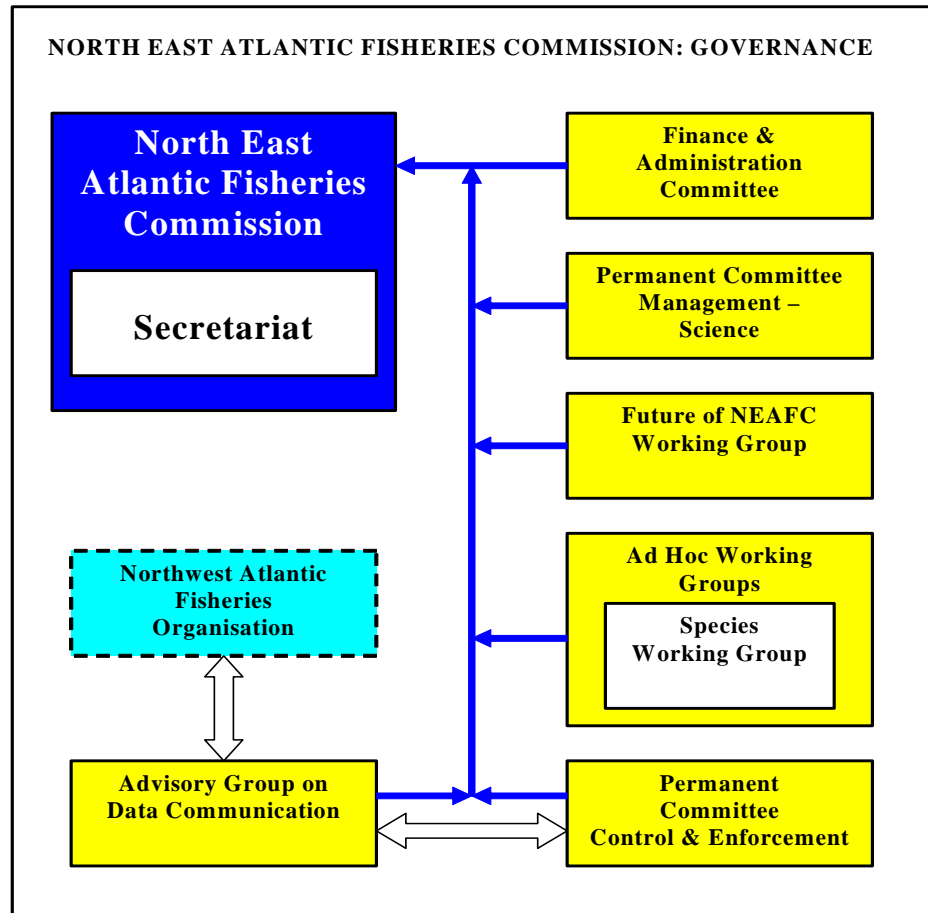 NORTH EAST ATLANTIC FISHERIES COMMISSION: GOVERNANCE
North East
Atlantic Fisheries
Commission
Secretariat
Finance &
Administration
Committee
Permanent Committee
Management –
Science
Future of NEAFC
Working Group
Ad Hoc Working
Groups
Species
Working Group
Northwest Atlantic
Fisheries
Organisation
Advisory Group on
Data Communication
Permanent
Committee
Control & Enforcement